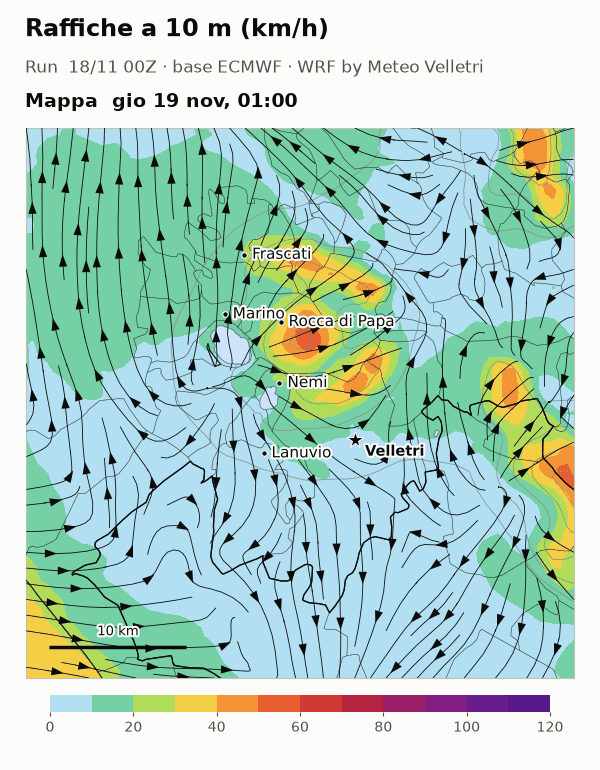 Raffiche a 10 m (km/h)
Run  18/11 00Z · base ECMWF · WRF by Meteo Velletri
Mappa  gio 19 nov, 01:00
Frascati
Marino
Rocca di Papa
Nemi
Velletri
Lanuvio
10 km
0 20 40 60 80 100 120